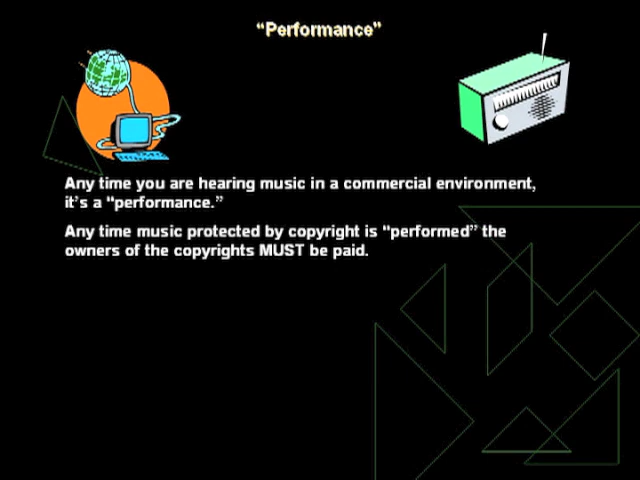 “Performance”
Any time you are hearing music in a commercial environment,
it’s a “performance.”
Any time music protected by copyright is “performed” the
owners of the copyrights MUST be paid.